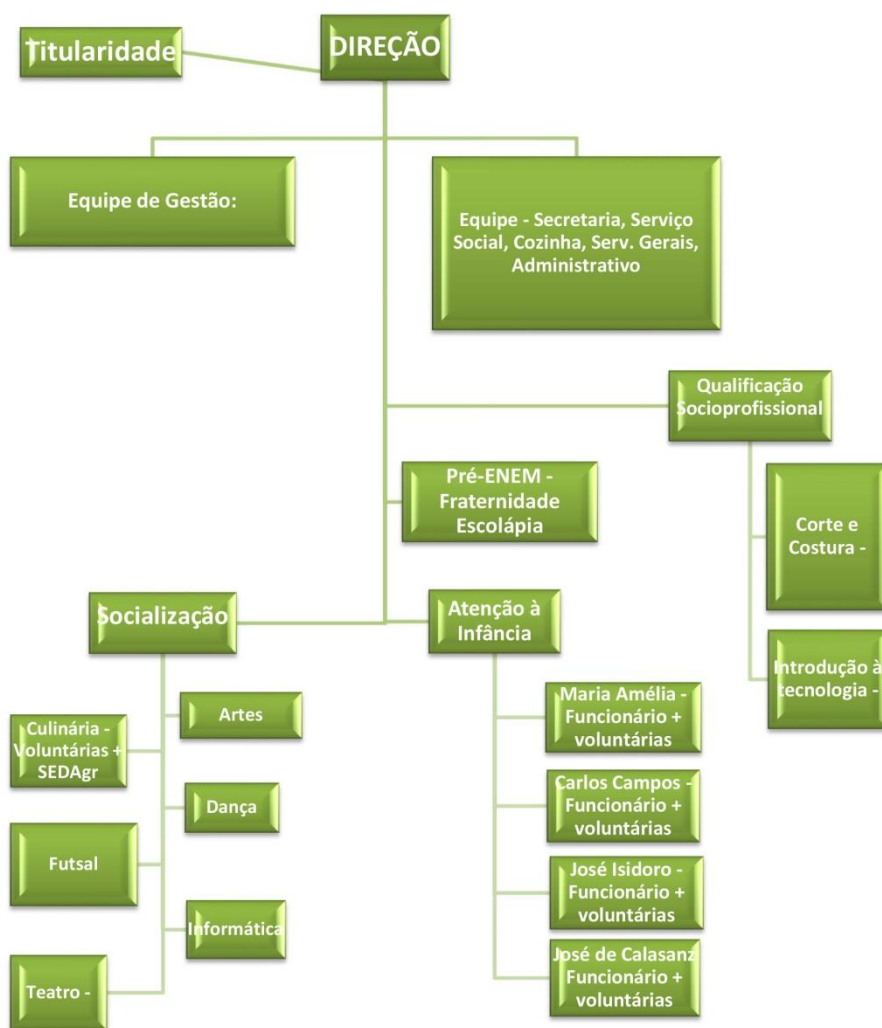 Titularidade
DIREÇÃO
Equipe de Gestão:
Equipe - Secretaria, Serviço
Social, Cozinha, Serv. Gerais,
Administrativo
Qualificação
Socioprofissional
Pré-ENEM -
Fraternidade
Escolápia
Corte e
Costura -
Socialização
Atenção à
Infância
Introdução à
tecnologia -
Artes
Culinária -
Voluntárias +
SEDAgr
Dança
Futsal
Informática
Teatro -
Maria Amélia -
Funcionário +
voluntárias
Carlos Campos -
Funcionário +
voluntárias
José Isidoro -
Funcionário +
voluntárias
José de Calasanz
Funcionário +
voluntárias